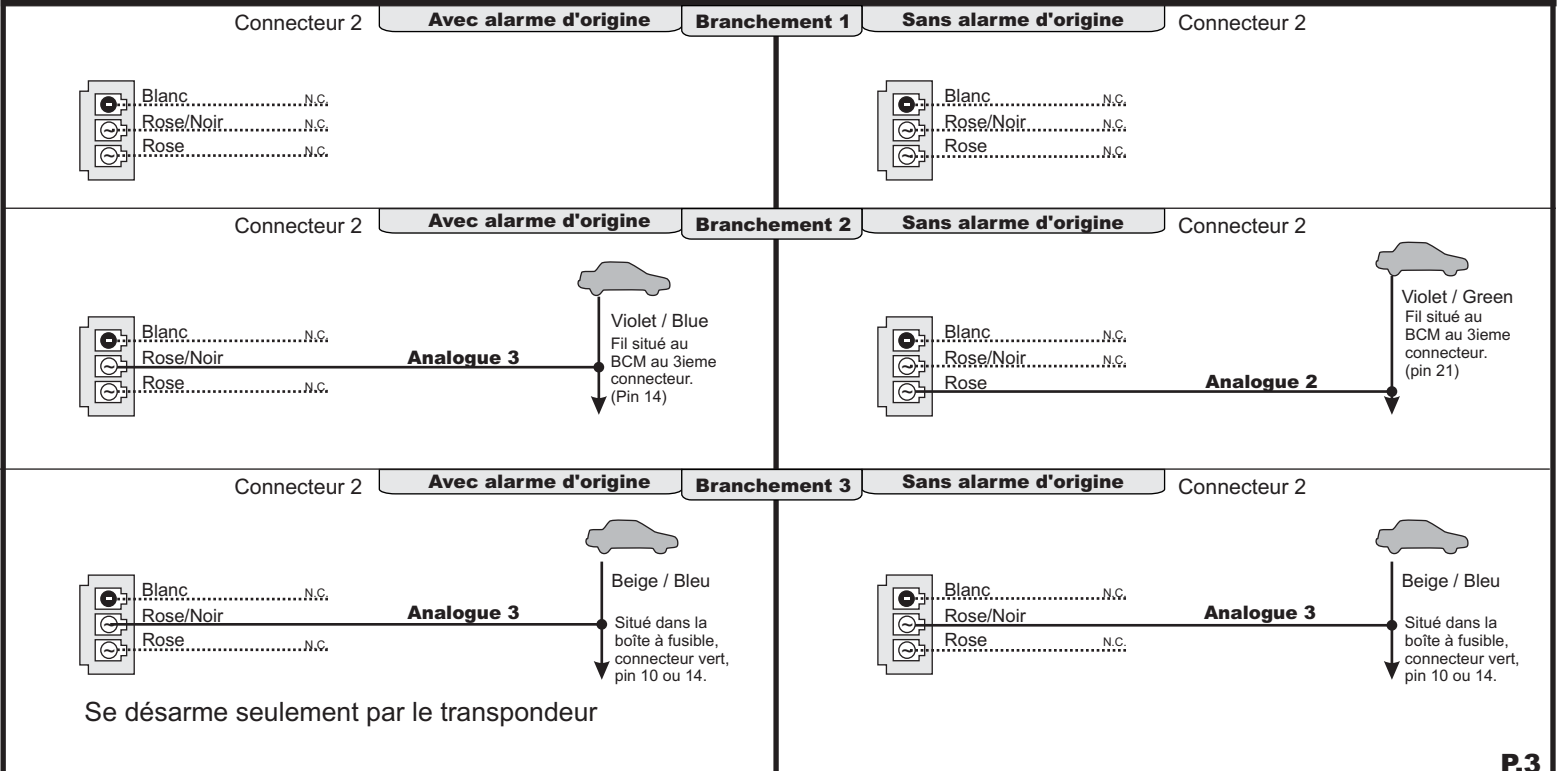 Connecteur 2 Avec alarme d'origine Branchement 1 Sans alarme d'origine Connecteur 2
Blanc N.C.
Rose/Noir N.C.
Rose N.C.
Blanc N.C.
Rose/Noir N.C.
Rose N.C.
Connecteur 2 Avec alarme d'origine Branchement 2 Sans alarme d'origine Connecteur 2
Blanc N.C.
Rose/Noir Analogue 3
Rose N.C.
Violet / Blue
Fil situé au
BCM au 3ieme
connecteur.
(Pin 14)
Blanc N.C.
Rose/Noir N.C.
Rose Analogue 2
Violet / Green
Fil situé au
BCM au 3ieme
connecteur.
(pin 21)
Connecteur 2 Avec alarme d'origine Branchement 3 Sans alarme d'origine Connecteur 2
Blanc N.C.
Rose/Noir Analogue 3
Rose N.C.
Beige / Bleu
Situé dans la
boîte à fusible,
connecteur vert,
pin 10 ou 14.
Se désarme seulement par le transpondeur
Blanc N.C.
Rose/Noir Analogue 3
Rose N.C.
Beige / Bleu
Situé dans la
boîte à fusible,
connecteur vert,
pin 10 ou 14.
P.3